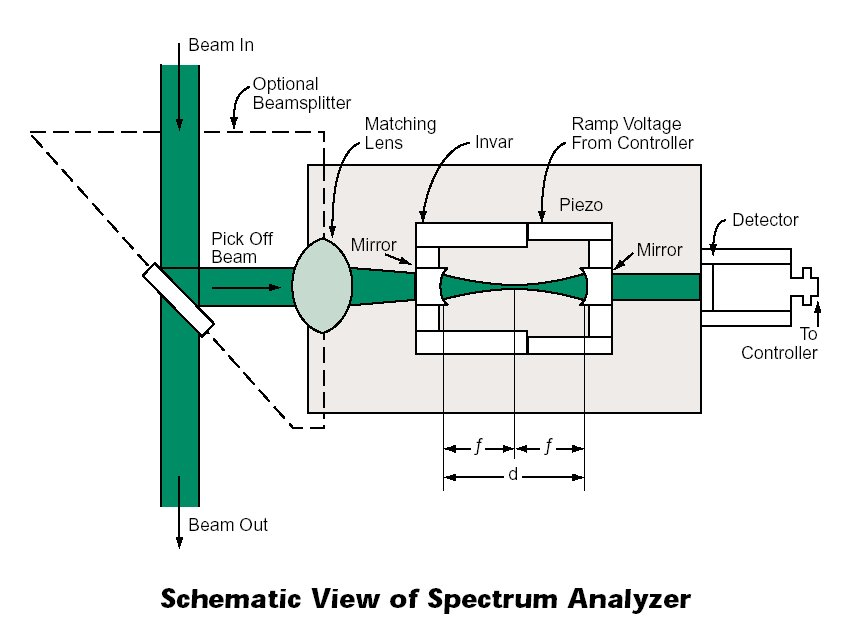 Beam In
Optional
Beamsplitter
Matching
Lens
Invar
Ramp Voltage
From Controller
Piezo
Detector
Pick Off
Beam
Mirror
Mirror
To
Controller
f
f
d
Beam Out
Schematic View of Spectrum Analyzer